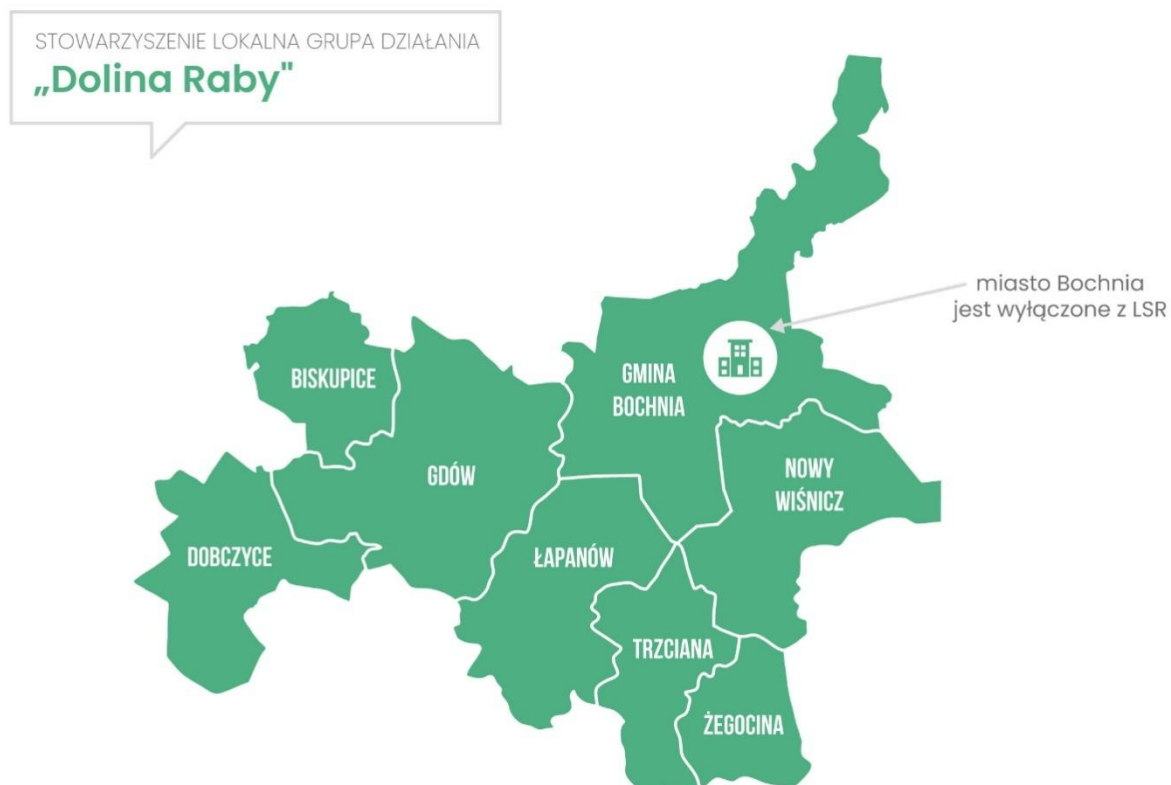 STOWARZYSZENIE LOKALNA GRUPA DZIAŁANIA
„Dolina Raby"
miasto Bochnia
jest wyłączone z LSR
BISKUPICE
GMINA
BOCHNIA
GDÓW
NOWY
WIŚNICZ
DOBCZYCE
ŁAPANÓW
TRZCIANA
ŻEGOCINA